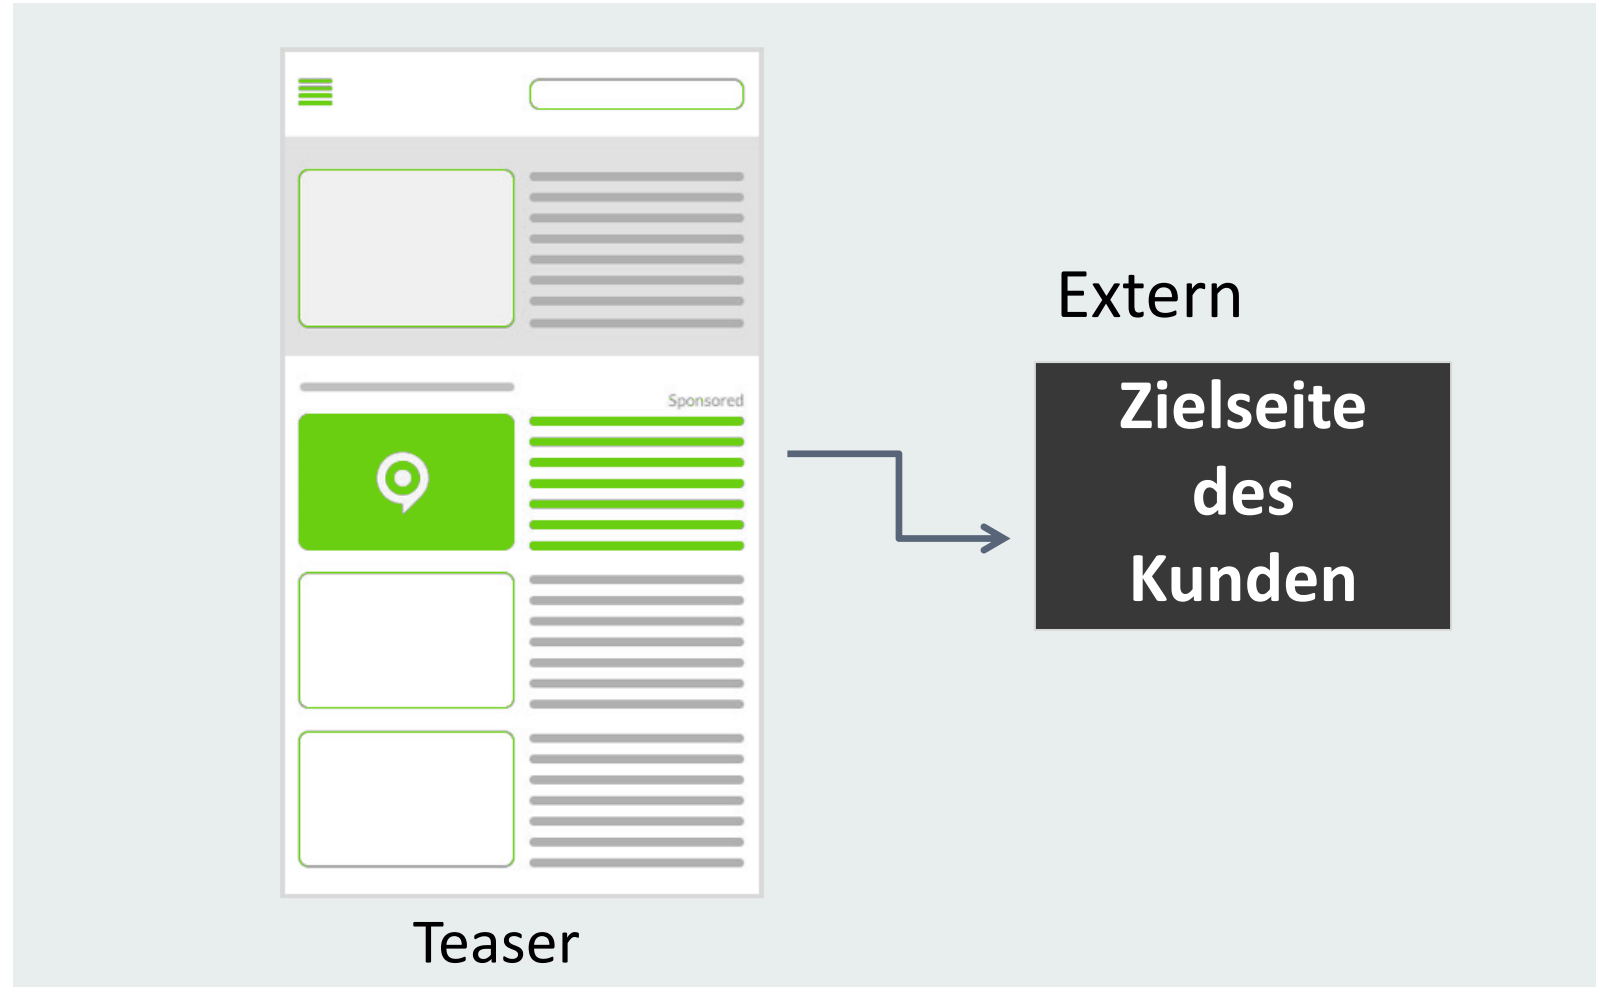 Sponsored
Extern
Zielseite
des
Kunden
Teaser